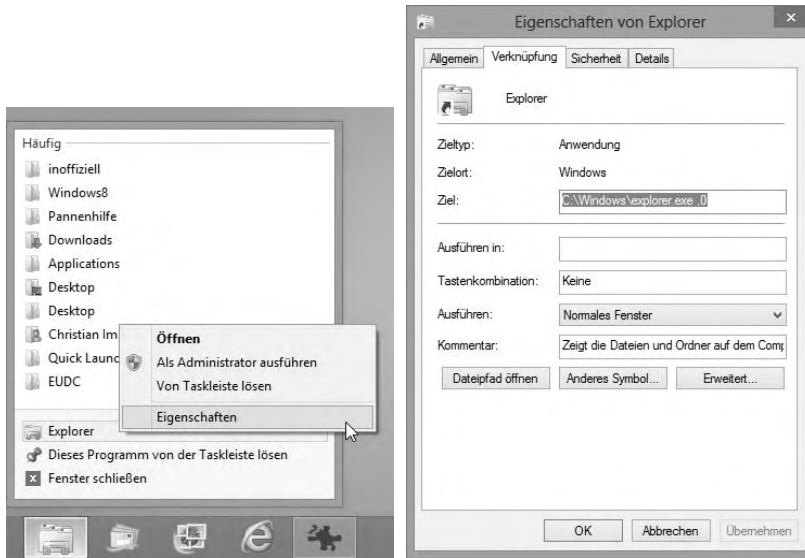 Häufig
inoffiziell
Windows8
Pannenhilfe
Downloads
Applications
Desktop
Desktop
Christian Im
Quick Launc
EUDC
Öffnen
Als Administrator ausführen
Von Taskleiste lösen
Eigenschaften
Explorer
Dieses Programm von der Taskleiste lösen
Fenster schließen
Eigenschaften von Explorer
Allgemein Verknüpfung Sicherheit Details
Explorer
Zieltyp: Anwendung
Zielort: Windows
Ziel: C:\Windows\explorer.exe ,0
Ausführen in:
Tastenkombination: Keine
Ausführen: Normales Fenster
Kommentar: Zeigt die Dateien und Ordner auf dem Comp
Dateipfad öffnen Anderes Symbol... Erweitert...
OK Abbrechen Übernehmen